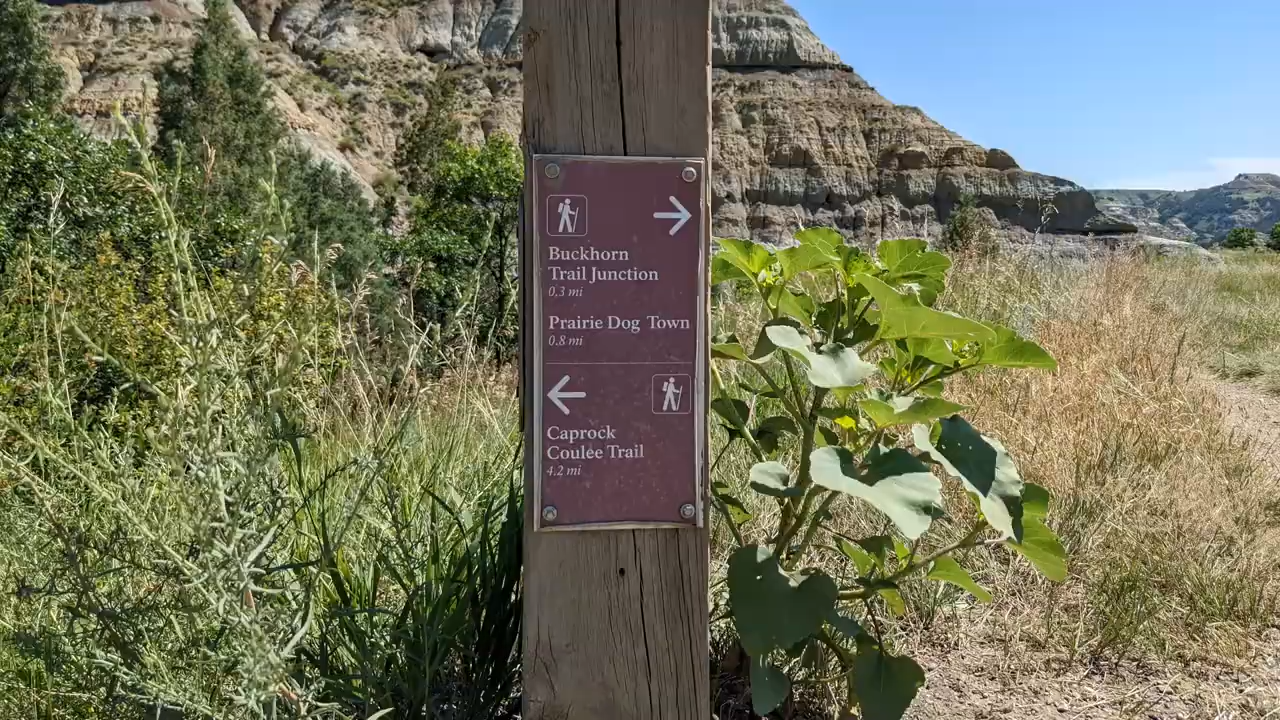 Buckhorn
Trail Junction
0.3 mi
Prairie Dog Town
0.8 mi
Caprock
Coulee Trail
4.2 mi